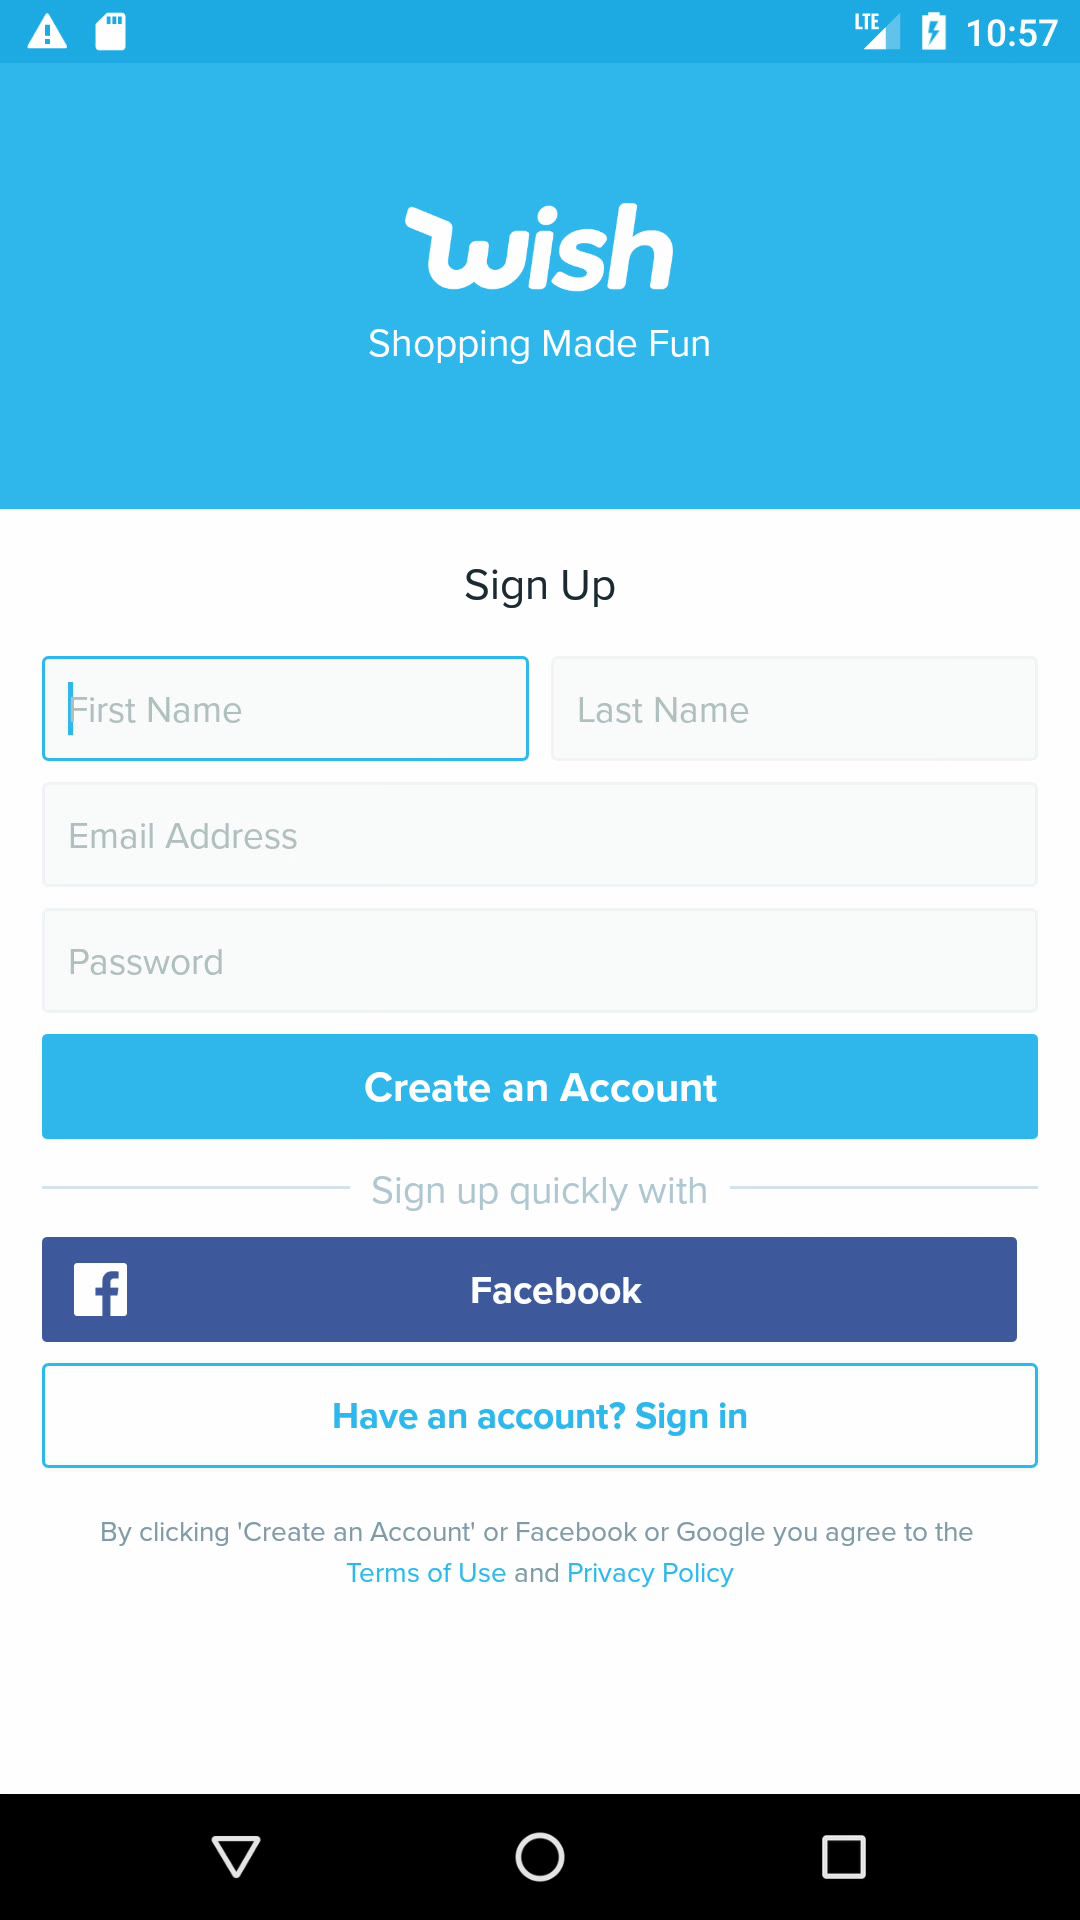 LTE 10:57
wish
Shopping Made Fun
Sign Up
First Name Last Name
Email Address
Password
Create an Account
Sign up quickly with
Facebook
Have an account? Sign in
By clicking 'Create an Account' or Facebook or Google you agree to the
Terms of Use and Privacy Policy